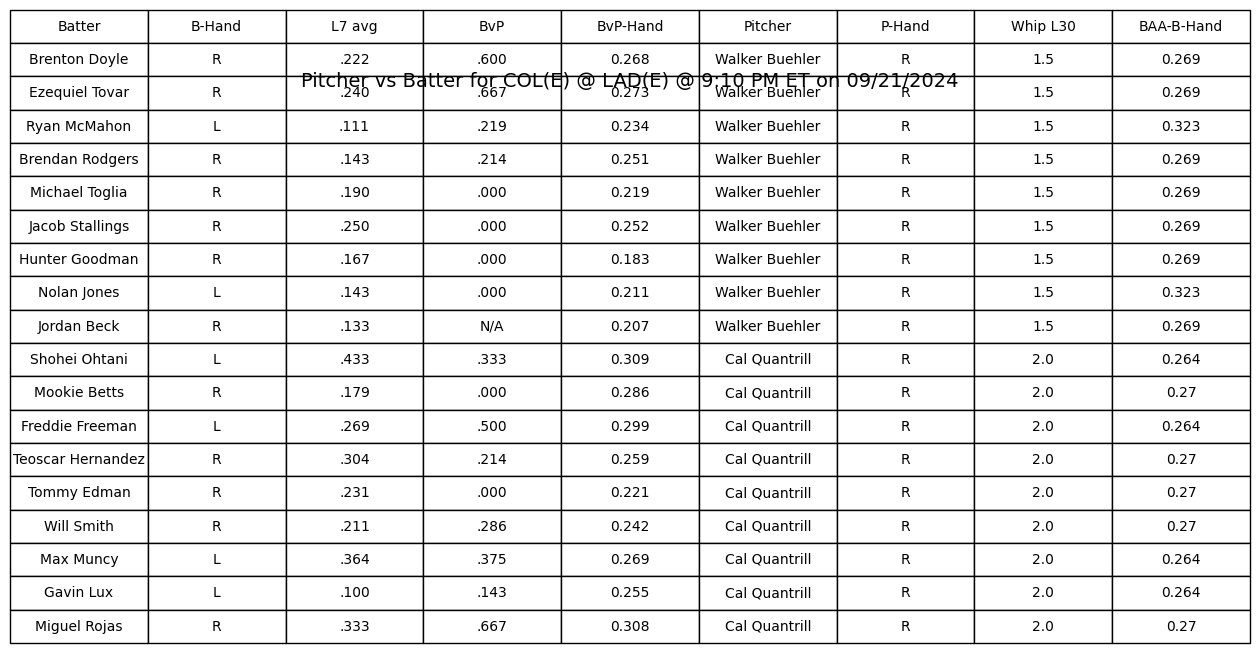 Batter B-Hand L7 avg BvP BvP-Hand Pitcher P-Hand Whip L30 BAA-B-Hand
Brenton Doyle R .222 .600 0.268 Walker Buehler R 1.5 0.269
Pitcher vs Batter for COL(E) @ LAD(E) @ 9:10 PM ET on 09/21/2024
Ezequiel Tovar R .240 .667 0.273 Walker Buehler R 1.5 0.269
Ryan McMahon L .111 .219 0.234 Walker Buehler R 1.5 0.323
Brendan Rodgers R .143 .214 0.251 Walker Buehler R 1.5 0.269
Michael Toglia R .190 .000 0.219 Walker Buehler R 1.5 0.269
Jacob Stallings R .250 .000 0.252 Walker Buehler R 1.5 0.269
Hunter Goodman R .167 .000 0.183 Walker Buehler R 1.5 0.269
Nolan Jones L .143 .000 0.211 Walker Buehler R 1.5 0.323
Jordan Beck R .133 N/A 0.207 Walker Buehler R 1.5 0.269
Shohei Ohtani L .433 .333 0.309 Cal Quantrill R 2.0 0.264
Mookie Betts R .179 .000 0.286 Cal Quantrill R 2.0 0.27
Freddie Freeman L .269 .500 0.299 Cal Quantrill R 2.0 0.264
Teoscar Hernandez R .304 .214 0.259 Cal Quantrill R 2.0 0.27
Tommy Edman R .231 .000 0.221 Cal Quantrill R 2.0 0.27
Will Smith R .211 .286 0.242 Cal Quantrill R 2.0 0.27
Max Muncy L .364 .375 0.269 Cal Quantrill R 2.0 0.264
Gavin Lux L .100 .143 0.255 Cal Quantrill R 2.0 0.264
Miguel Rojas R .333 .667 0.308 Cal Quantrill R 2.0 0.27